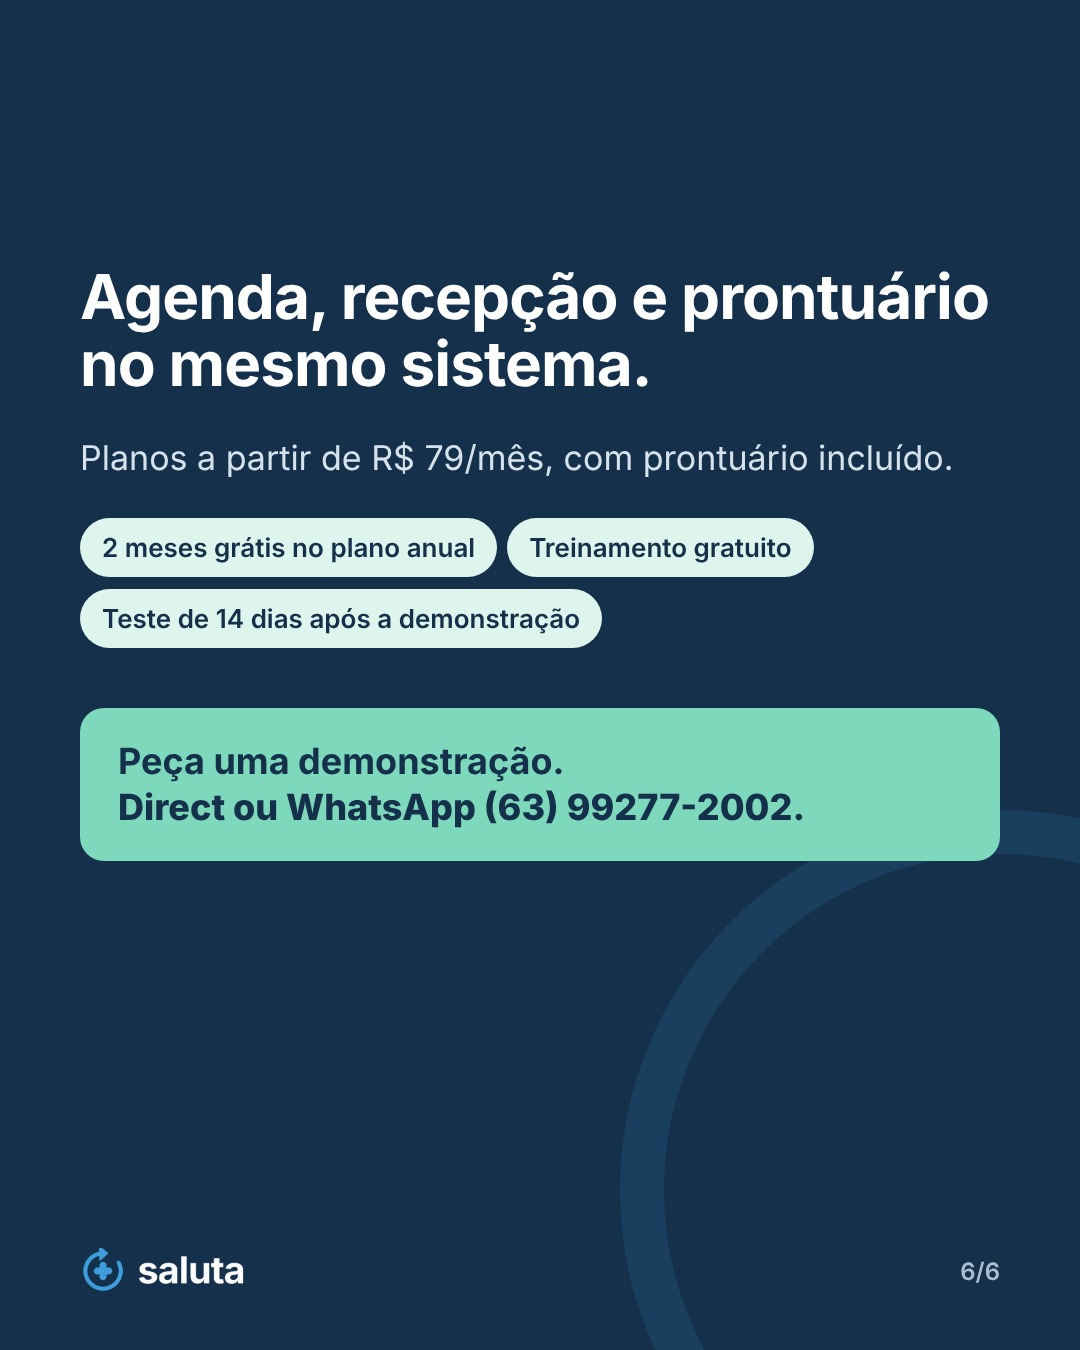 Agenda, recepção e prontuário
no mesmo sistema.
Planos a partir de R$ 79/mês, com prontuário incluído.
2 meses grátis no plano anual
Treinamento gratuito
Teste de 14 dias após a demonstração
Peça uma demonstração.
Direct ou WhatsApp (63) 99277-2002.
saluta
6/6